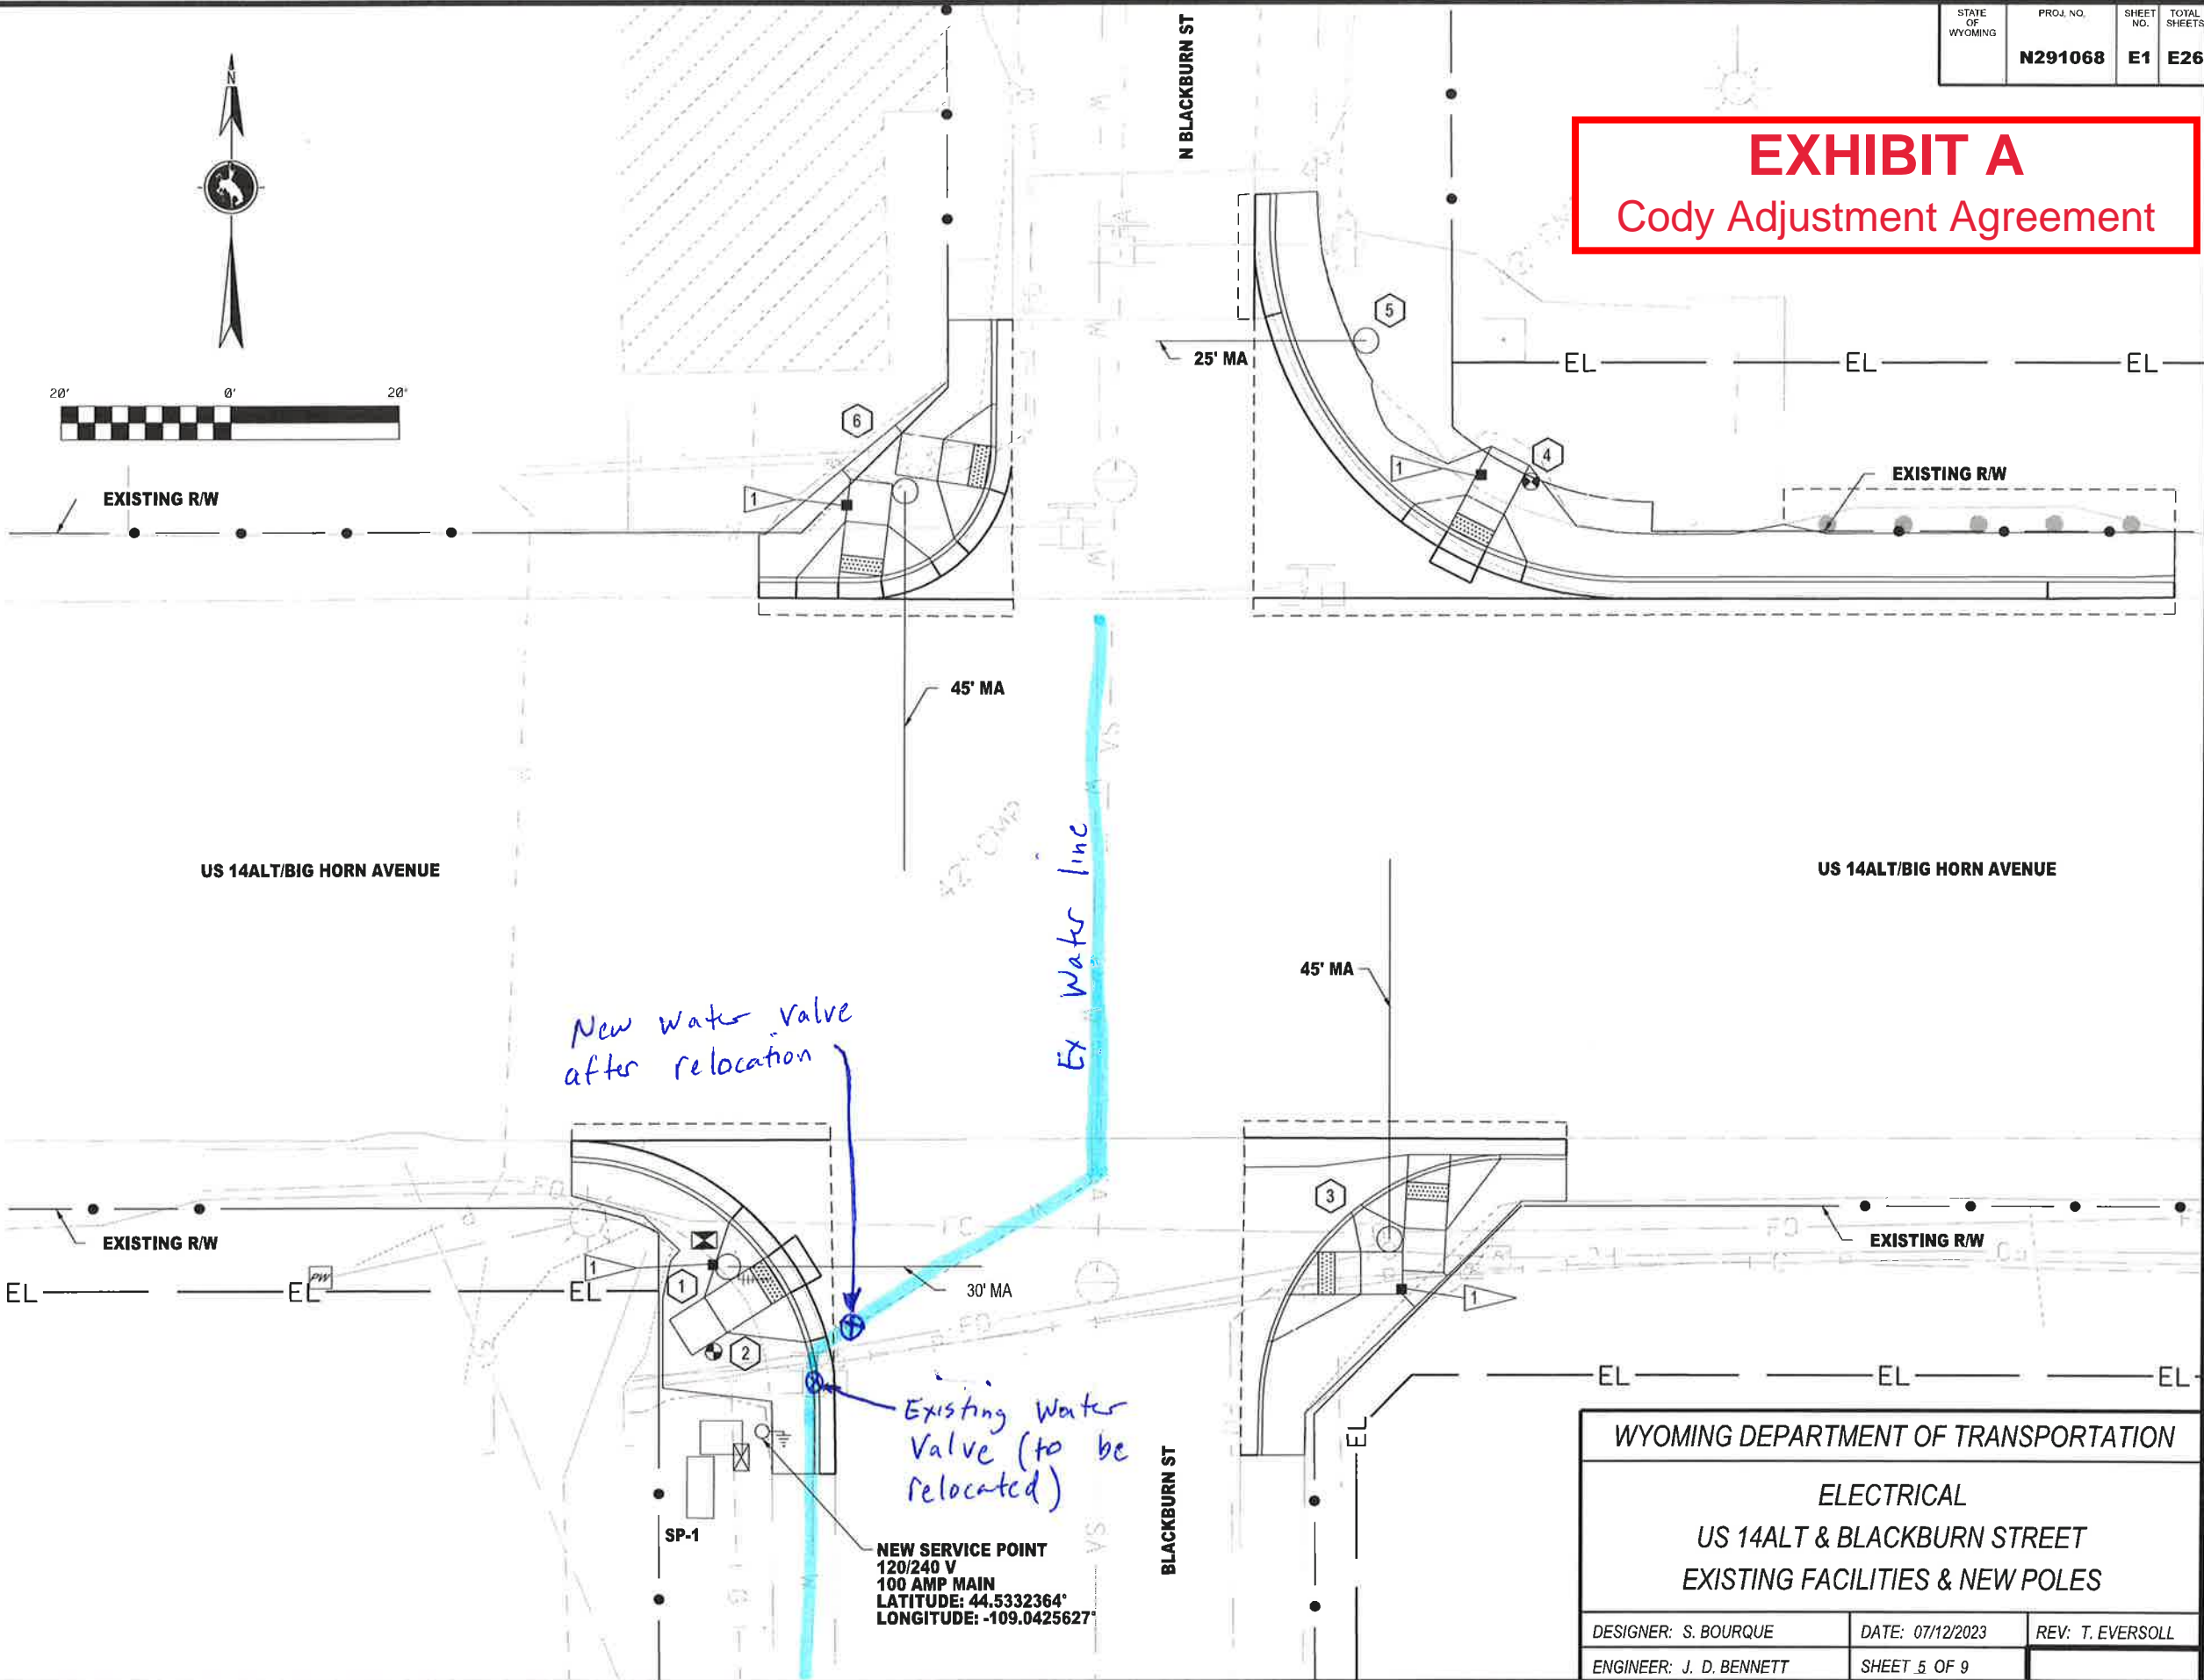 STATE OF WYOMING
PROJ. NO.
N291068
SHEET NO.
E1
TOTAL SHEETS
E26
EXHIBIT A
Cody Adjustment Agreement
N
N BLACKBURN ST
20' 0' 20'
5
25' MA
EL EL EL
6
4
1
1
EXISTING R/W
EXISTING R/W
45' MA
42" CMP
US 14ALT/BIG HORN AVENUE
US 14ALT/BIG HORN AVENUE
Ex Water line
45' MA
New Water Valve
after relocation
3
EXISTING R/W
EXISTING R/W
FO
FO
FO
PW
EL EL EL
1
1
30' MA
1
2
EL EL EL
EL
Existing Water
Valve (to be
relocated)
SP-1
BLACKBURN ST
NEW SERVICE POINT
120/240 V
100 AMP MAIN
LATITUDE: 44.5332364°
LONGITUDE: -109.0425627°
WYOMING DEPARTMENT OF TRANSPORTATION
ELECTRICAL
US 14ALT & BLACKBURN STREET
EXISTING FACILITIES & NEW POLES
DESIGNER: S. BOURQUE
DATE: 07/12/2023
REV: T. EVERSOLL
ENGINEER: J. D. BENNETT
SHEET 5 OF 9